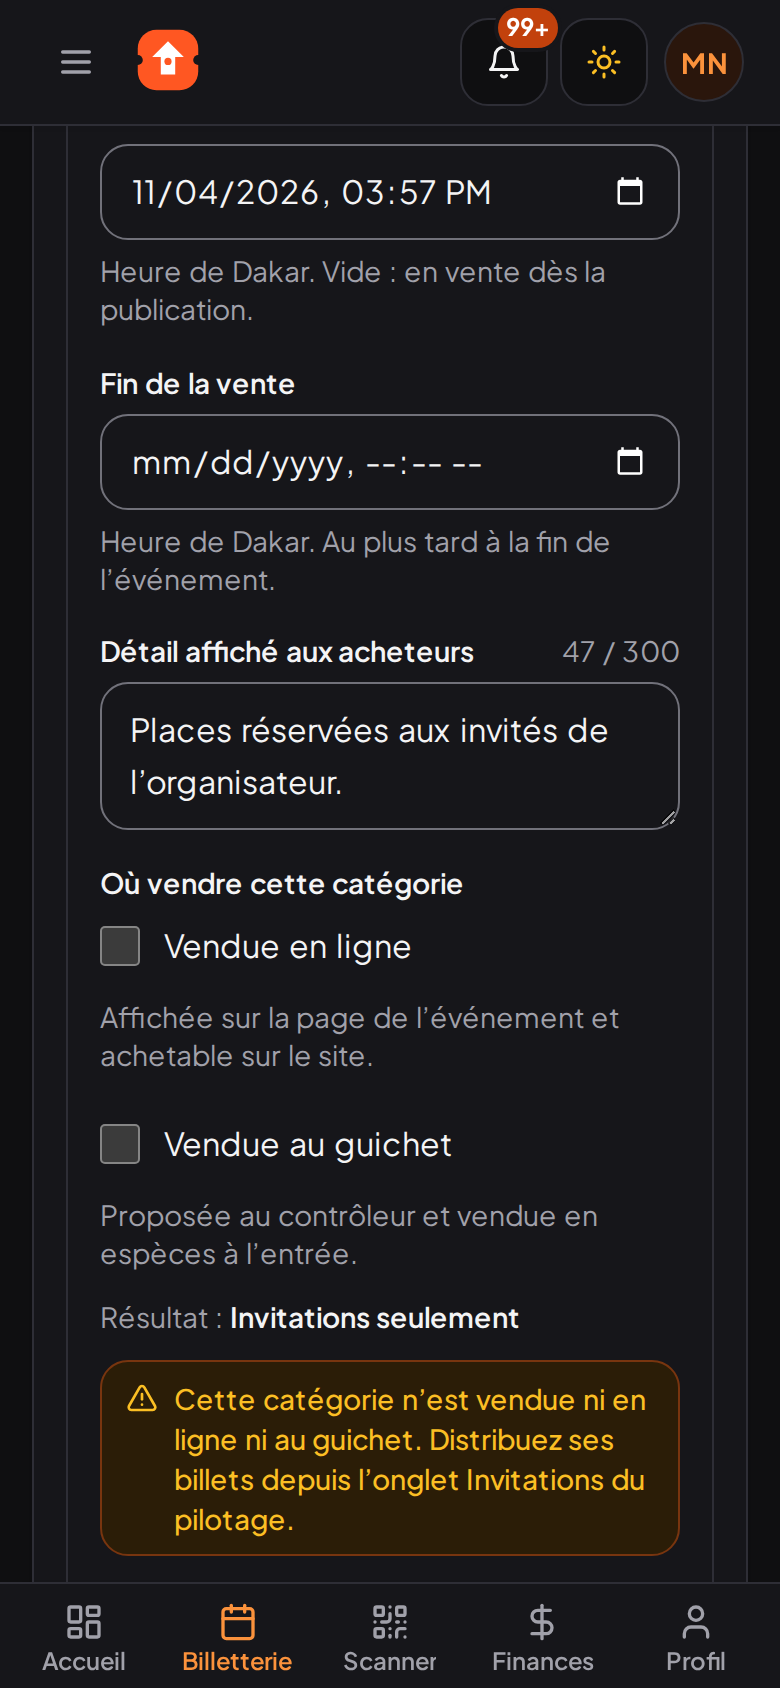 99+
MN
11/04/2026, 03:57 PM
Heure de Dakar. Vide : en vente dès la
publication.
Fin de la vente
mm/dd/yyyy, --:-- --
Heure de Dakar. Au plus tard à la fin de
l’événement.
Détail affiché aux acheteurs 47 / 300
Places réservées aux invités de
l’organisateur.
Où vendre cette catégorie
Vendue en ligne
Affichée sur la page de l’événement et
achetable sur le site.
Vendue au guichet
Proposée au contrôleur et vendue en
espèces à l’entrée.
Résultat : Invitations seulement
Cette catégorie n’est vendue ni en
ligne ni au guichet. Distribuez ses
billets depuis l’onglet Invitations du
pilotage.
Accueil Billetterie Scanner Finances Profil